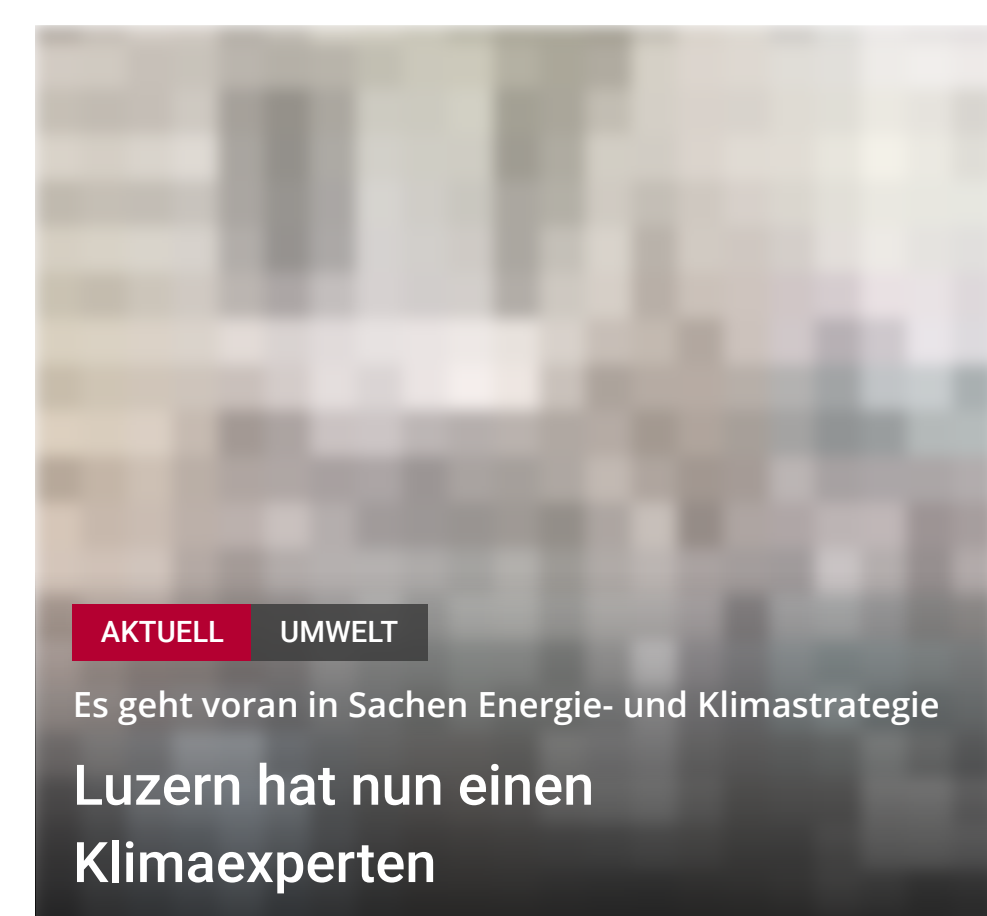 AKTUELL UMWELT
Es geht voran in Sachen Energie- und Klimastrategie
Luzern hat nun einen
Klimaexperten